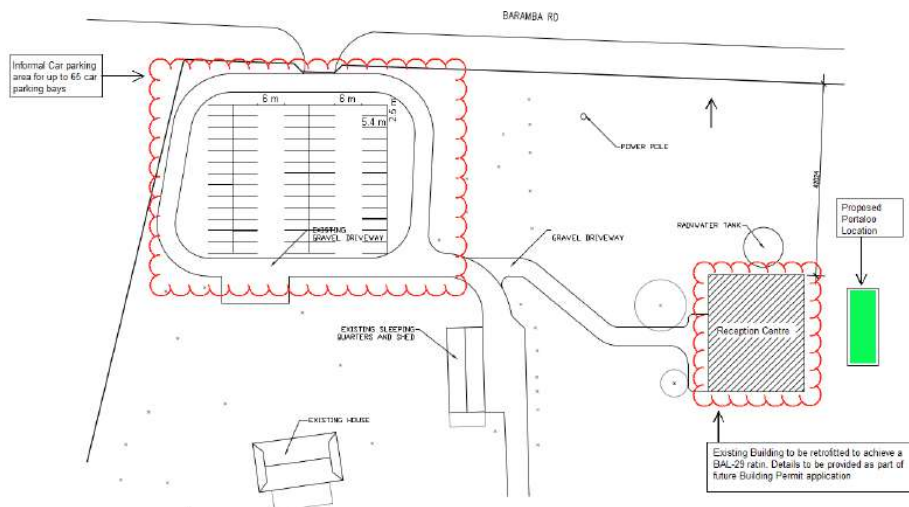 BARAMBA RD
Informal Car parking
area for up to 65 car
parking bays
6 m
6 m
2.5 m
5.4 m
POWER POLE
42024
Proposed
Portaloo
Location
RAINWATER TANK
EXISTING
GRAVEL DRIVEWAY
GRAVEL DRIVEWAY
Reception Centre
EXISTING SLEEPING
QUARTERS AND SHED
EXISTING HOUSE
Existing Building to be retrofitted to achieve a
BAL-29 ratin. Details to be provided as part of
future Building Permit application